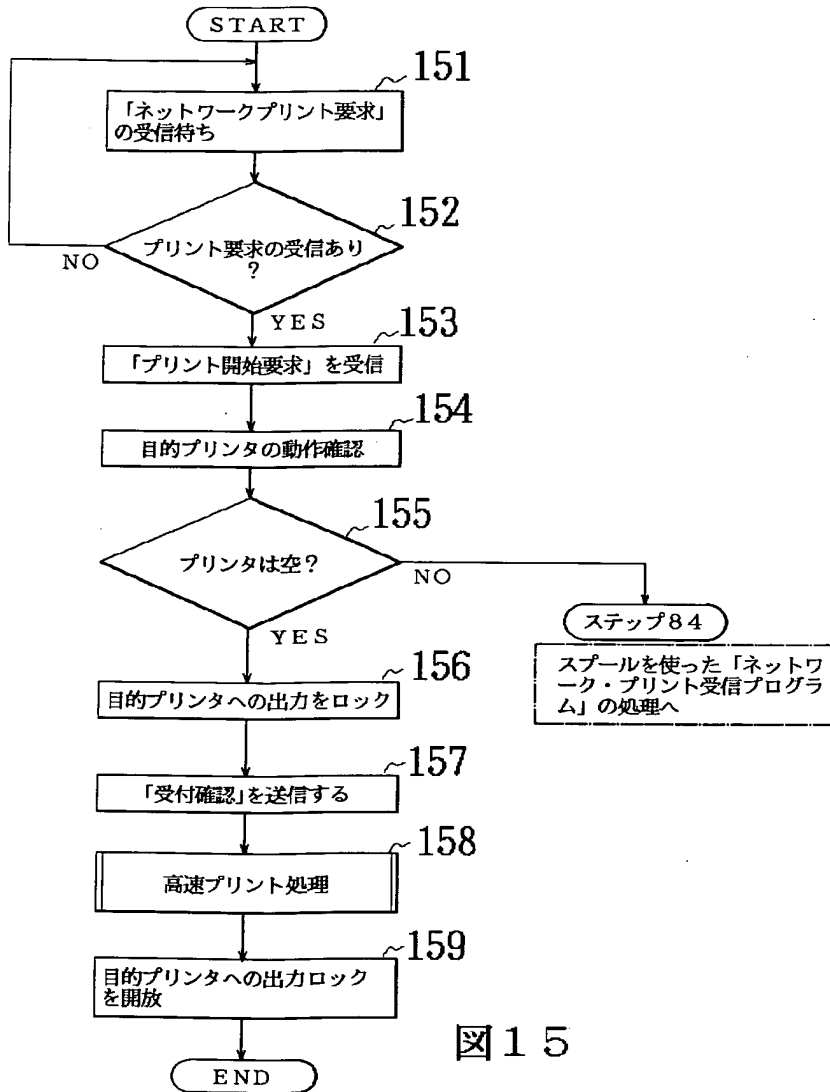 START
151
「ネットワークプリント要求」
の受信待ち
152
プリント要求の受信あり
？
NO
YES
153
「プリント開始要求」を受信
154
目的プリンタの動作確認
155
プリンタは空？
NO
YES
ステップ８４
スプールを使った「ネットワ
ーク・プリント受信プログラ
ム」の処理へ
156
目的プリンタへの出力をロック
157
「受付確認」を送信する
158
高速プリント処理
159
目的プリンタへの出力ロック
を開放
END
図１５